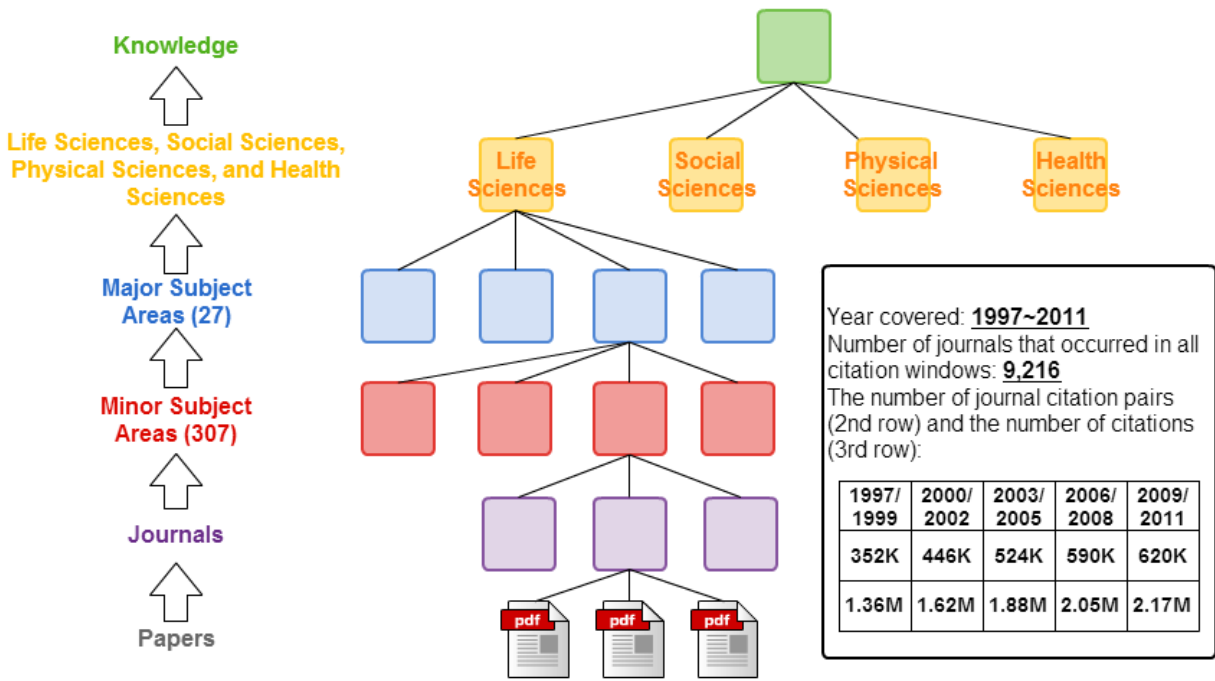 Knowledge
Life Sciences, Social Sciences,
Physical Sciences, and Health
Sciences
Major Subject
Areas (27)
Minor Subject
Areas (307)
Journals
Papers
Life
Sciences
Social
Sciences
Physical
Sciences
Health
Sciences
pdf
pdf
pdf
Year covered: 1997~2011
Number of journals that occurred in all
citation windows: 9,216
The number of journal citation pairs
(2nd row) and the number of citations
(3rd row):
1997/ 2000/ 2003/ 2006/ 2009/
1999 2002 2005 2008 2011
352K 446K 524K 590K 620K
1.36M 1.62M 1.88M 2.05M 2.17M